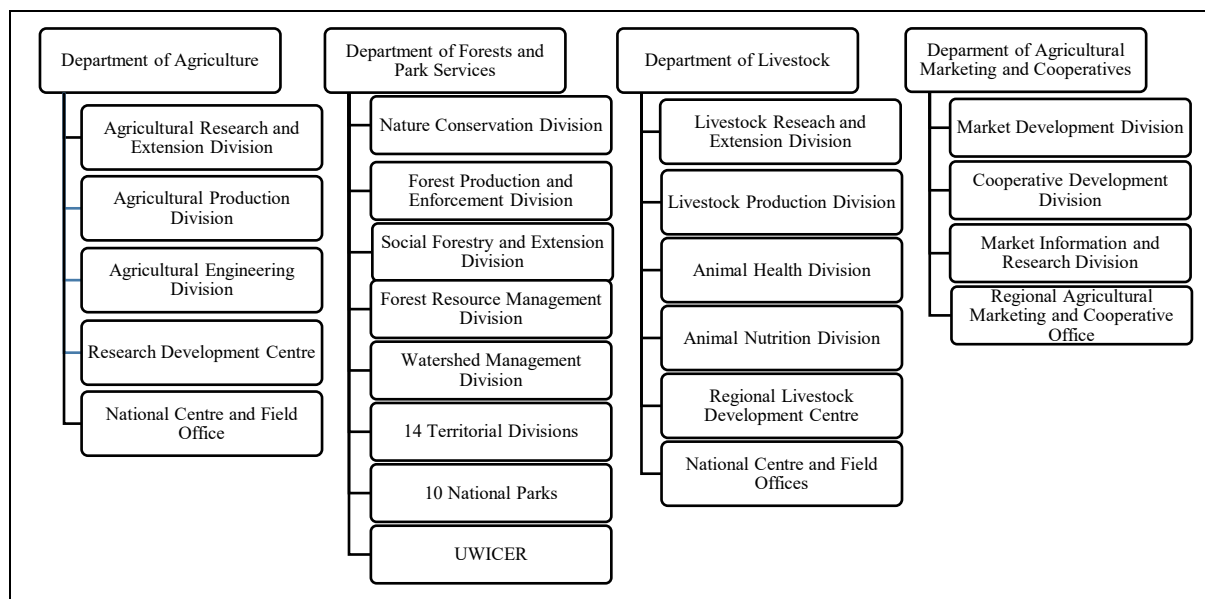 Department of Agriculture
Agricultural Research and
Extension Division
Agricultural Production
Division
Agricultural Engineering
Division
Research Development Centre
National Centre and Field
Office
Department of Forests and
Park Services
Nature Conservation Division
Forest Production and
Enforcement Division
Social Forestry and Extension
Division
Forest Resource Management
Division
Watershed Management
Division
14 Territorial Divisions
10 National Parks
UWICER
Department of Livestock
Livestock Reseach and
Extension Division
Livestock Production Division
Animal Health Division
Animal Nutrition Division
Regional Livestock
Development Centre
National Centre and Field
Offices
Department of Agricultural
Marketing and Cooperatives
Market Development Division
Cooperative Development
Division
Market Information and
Research Division
Regional Agricultural
Marketing and Cooperative
Office